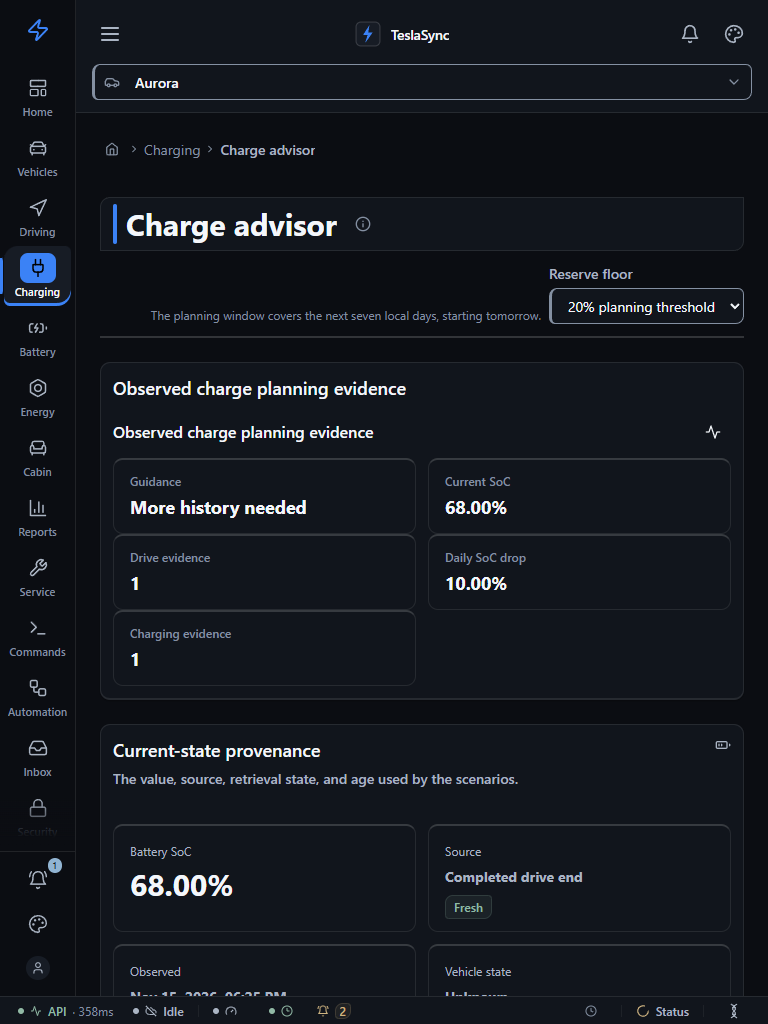 TeslaSync
Aurora
Home
Vehicles
Driving
Charging
Battery
Energy
Cabin
Reports
Service
Commands
Automation
Inbox
Security
1
Charging
Charge advisor
Charge advisor
Reserve floor
The planning window covers the next seven local days, starting tomorrow.
20% planning threshold
Observed charge planning evidence
Observed charge planning evidence
Guidance
More history needed
Current SoC
68.00%
Drive evidence
1
Daily SoC drop
10.00%
Charging evidence
1
Current-state provenance
The value, source, retrieval state, and age used by the scenarios.
Battery SoC
68.00%
Source
Completed drive end
Fresh
Observed
Vehicle state
Unknown
API · 358ms
Idle
2
Status